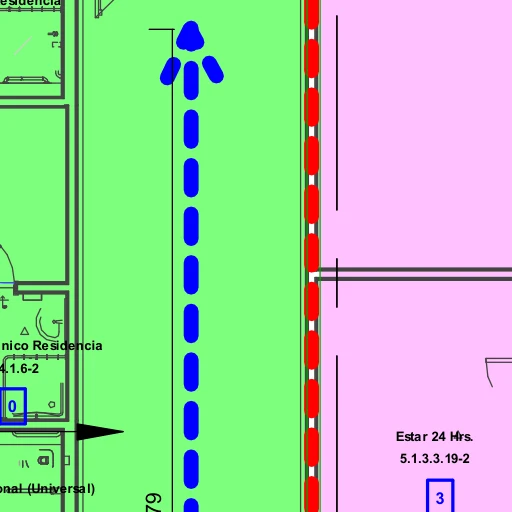 esidencia
nico Residencia
4.1.6-2
0
onal (Universal)
79
Estar 24 Hrs.
5.1.3.3.19-2
3